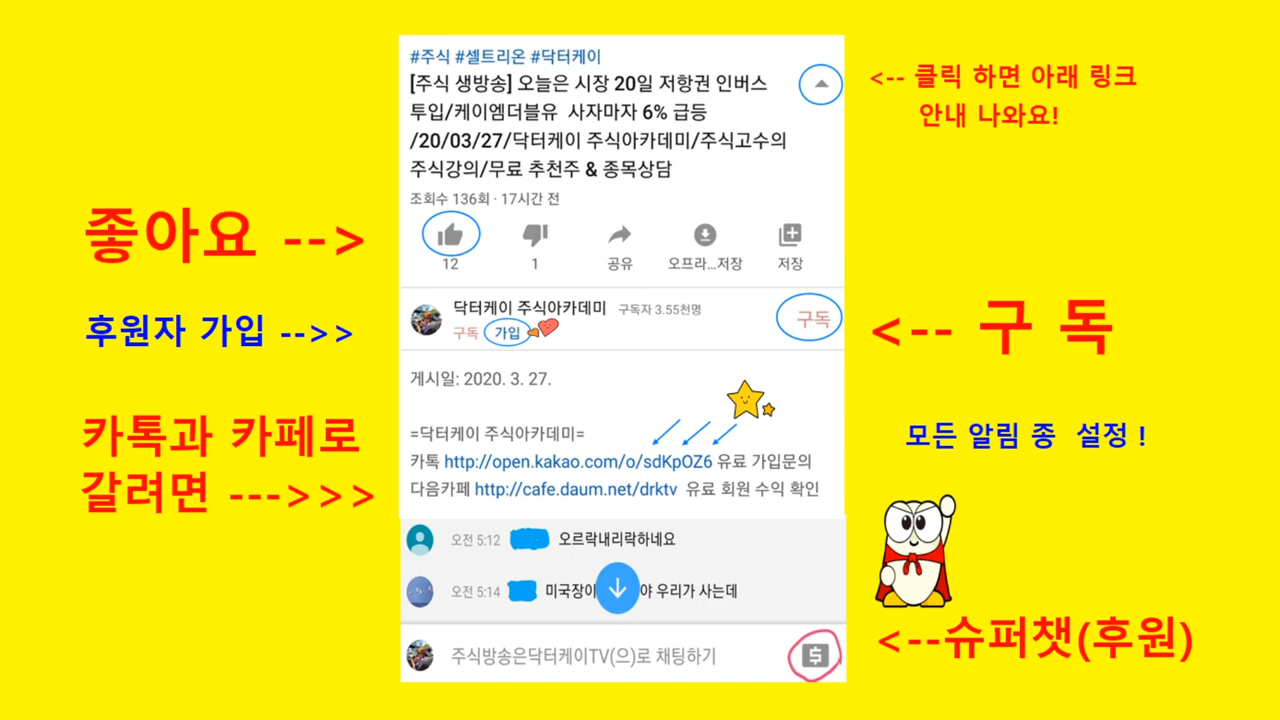 #주식 #셀트리온 #닥터케이
[주식 생방송] 오늘은 시장 20일 저항권 인버스
투입/케이엠더블유 사자마자 6% 급등
/20/03/27/닥터케이 주식아카데미/주식고수의
주식강의/무료 추천주 & 종목상담
조회수 136회 · 17시간 전
<-- 클릭 하면 아래 링크
안내 나와요!
좋아요 -->
12
1
공유
오프라...저장
저장
후원자 가입 -->>
닥터케이 주식아카데미 구독자 3.55천명
구독 가입
구독
<-- 구 독
게시일: 2020. 3. 27.
카톡과 카페로
갈려면 --->>>
=닥터케이 주식아카데미=
카톡 http://open.kakao.com/o/sdKpOZ6 유료 가입문의
다음카페 http://cafe.daum.net/drktv 유료 회원 수익 확인
모든 알림 종 설정 !
오전 5:12 오르락내리락하네요
오전 5:14 미국장이 야 우리가 사는데
주식방송은닥터케이TV(으)로 채팅하기
$
<--슈퍼챗(후원)